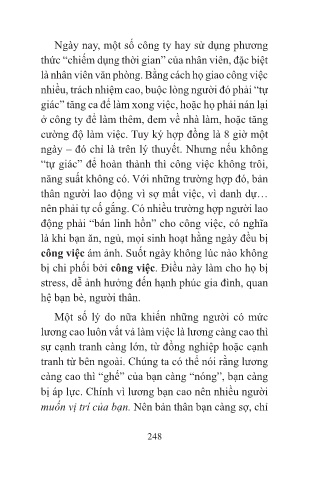 Ngày nay, một số công ty hay sử dụng phương
thức “chiếm dụng thời gian” của nhân viên, đặc biệt
là nhân viên văn phòng. Bằng cách họ giao công việc
nhiều, trách nhiệm cao, buộc lòng người đó phải “tự
giác” tăng ca để làm xong việc, hoặc họ phải nán lại
ở công ty để làm thêm, đem về nhà làm, hoặc tăng
cường độ làm việc. Tuy ký hợp đồng là 8 giờ một
ngày – đó chỉ là trên lý thuyết. Nhưng nếu không
“tự giác” để hoàn thành thì công việc không trôi,
năng suất không có. Với những trường hợp đó, bản
thân người lao động vì sợ mất việc, vì danh dự…
nên phải tự cố gắng. Có nhiều trường hợp người lao
động phải “bán linh hồn” cho công việc, có nghĩa
là khi bạn ăn, ngủ, mọi sinh hoạt hằng ngày đều bị
công việc ám ảnh. Suốt ngày không lúc nào không
bị chi phối bởi công việc. Điều này làm cho họ bị
stress, dễ ảnh hưởng đến hạnh phúc gia đình, quan
hệ bạn bè, người thân.
Một số lý do nữa khiến những người có mức
lương cao luôn vất vả làm việc là lương càng cao thì
sự cạnh tranh càng lớn, từ đồng nghiệp hoặc cạnh
tranh từ bên ngoài. Chúng ta có thể nói rằng lương
càng cao thì “ghế” của bạn càng “nóng”, bạn càng
bị áp lực. Chính vì lương bạn cao nên nhiều người
muốn vị trí của bạn. Nên bản thân bạn càng sợ, chỉ
248